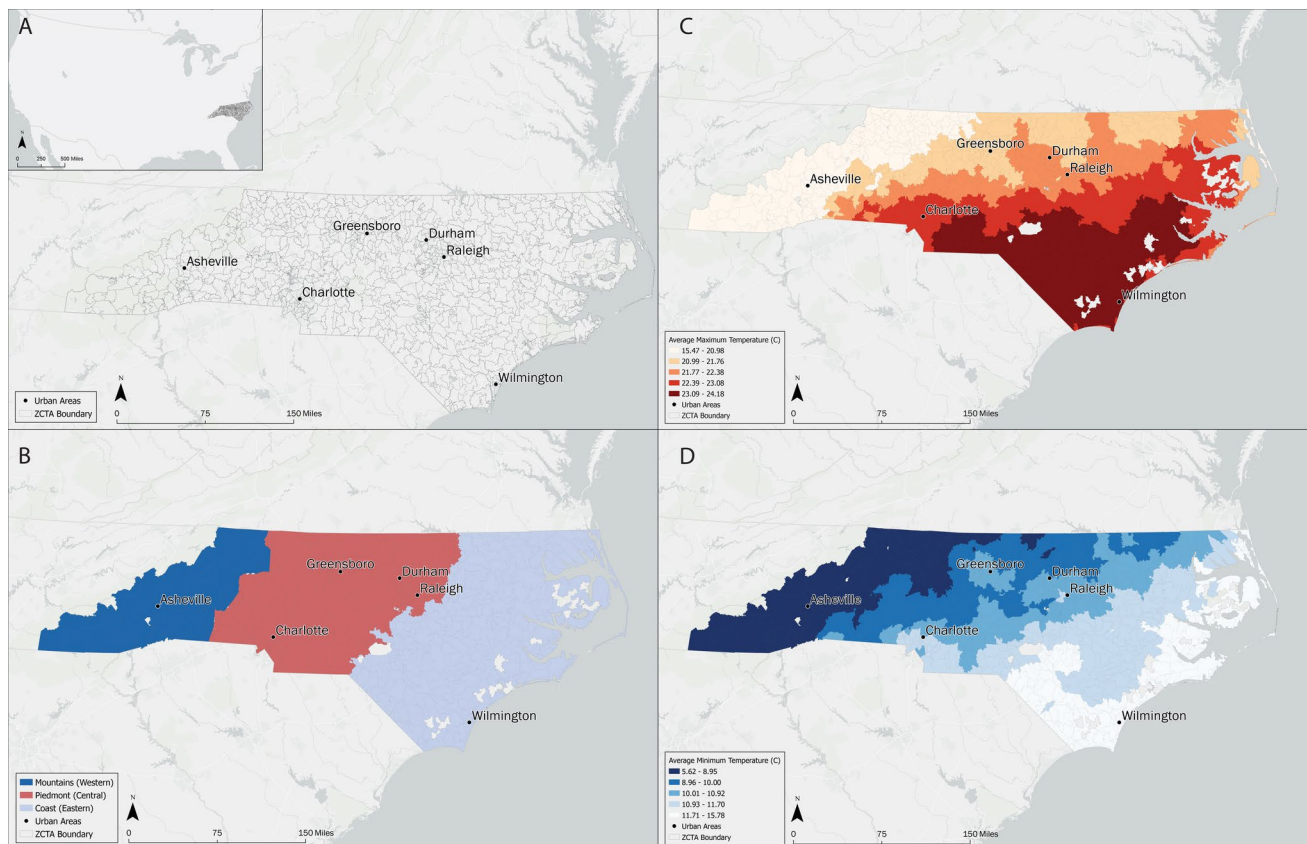 A
N
0 250 500 Miles
Greensboro
Durham
Raleigh
Asheville
Charlotte
Wilmington
Urban Areas
ZCTA Boundary
N
0 75 150 Miles
C
Greensboro
Durham
Raleigh
Asheville
Charlotte
Wilmington
Average Maximum Temperature (C)
15.47 - 20.98
20.99 - 21.76
21.77 - 22.38
22.39 - 23.08
23.09 - 24.18
Urban Areas
ZCTA Boundary
N
0 75 150 Miles
B
Greensboro
Durham
Raleigh
Asheville
Charlotte
Wilmington
Mountains (Western)
Piedmont (Central)
Coast (Eastern)
Urban Areas
ZCTA Boundary
N
0 75 150 Miles
D
Greensboro
Durham
Raleigh
Asheville
Charlotte
Wilmington
Average Minimum Temperature (C)
5.62 - 8.95
8.96 - 10.00
10.01 - 10.92
10.93 - 11.70
11.71 - 15.78
Urban Areas
ZCTA Boundary
N
0 75 150 Miles